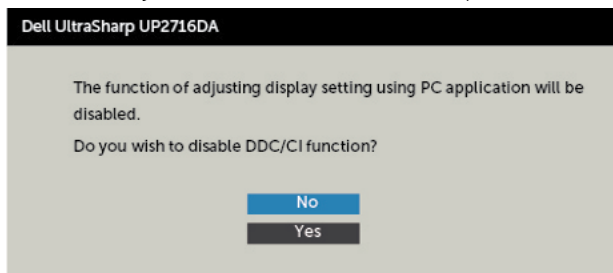 Dell UltraSharp UP2716DA
The function of adjusting display setting using PC application will be
disabled.
Do you wish to disable DDC/CI function?
No
Yes